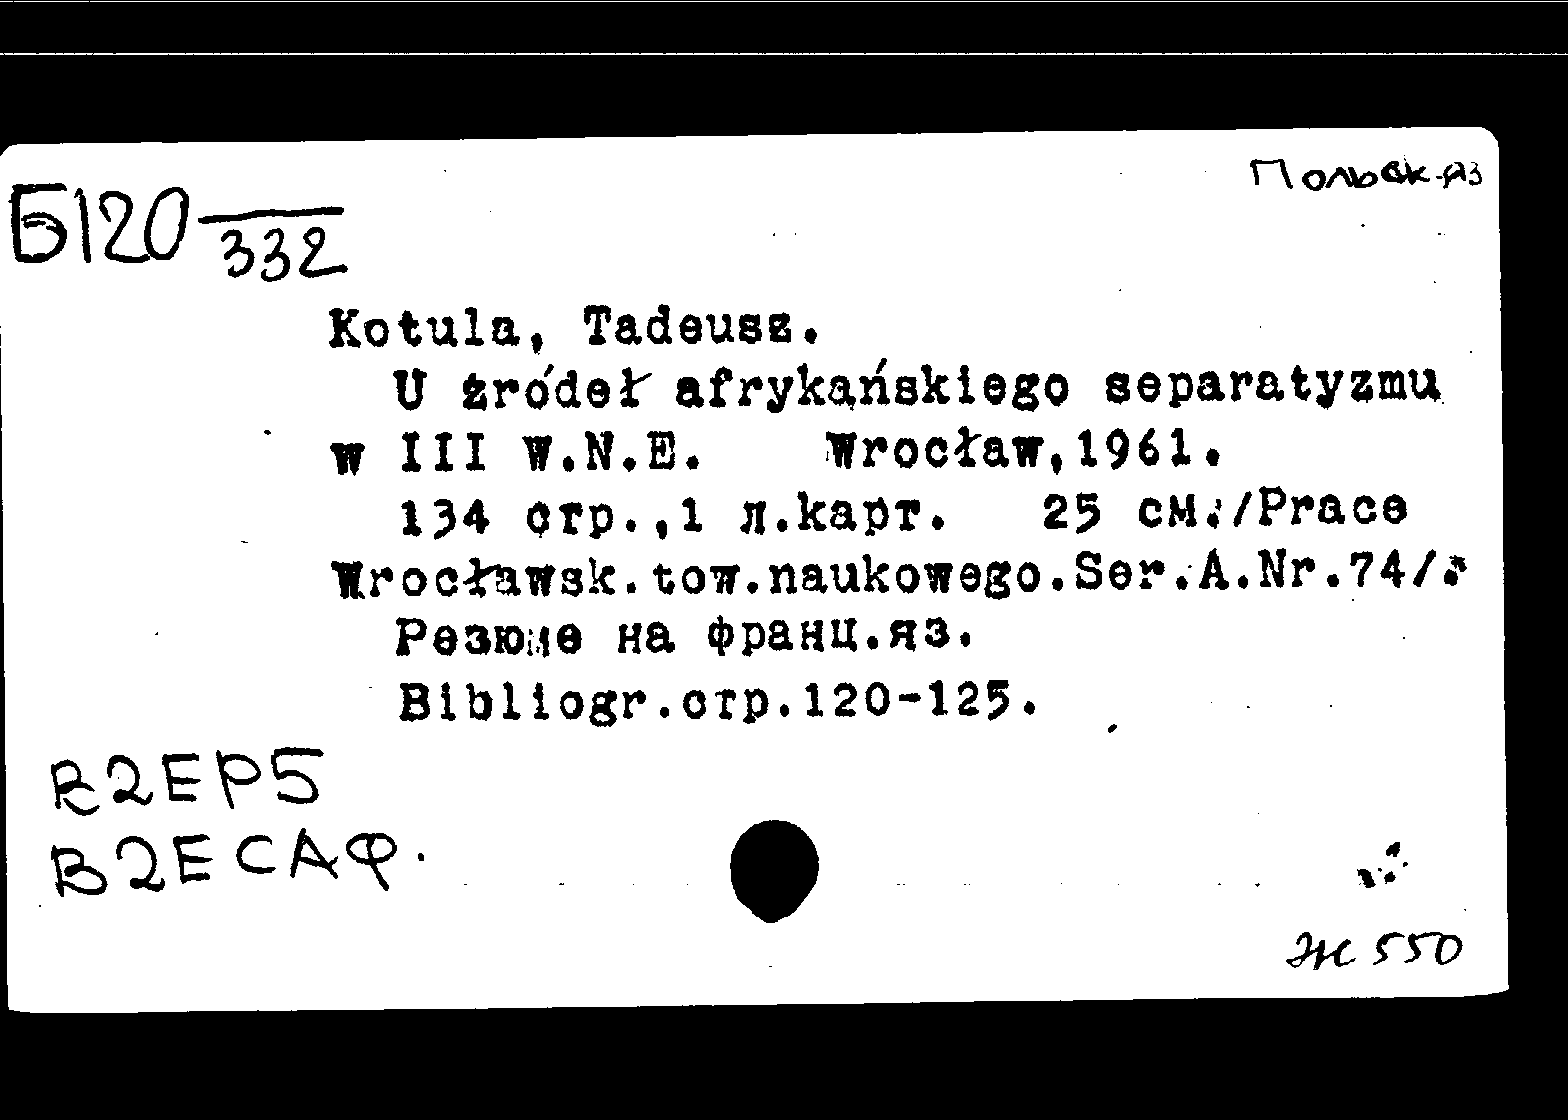 Польск-яз
Б120 332
Kotula, Tadeusz.
U źródeł afrykańskiego separatyzmu
w III W.N.E. Wrocław,1961.
134 стр.,1 л.карт. 25 см./Prace
Wrocławsk.tow.naukowego.Ser.A.Nr.74/.
Резюме на франц.яз.
Bibliogr.стр.120-125.
В2ЕР5
В2ЕСАФ.
Ж 550